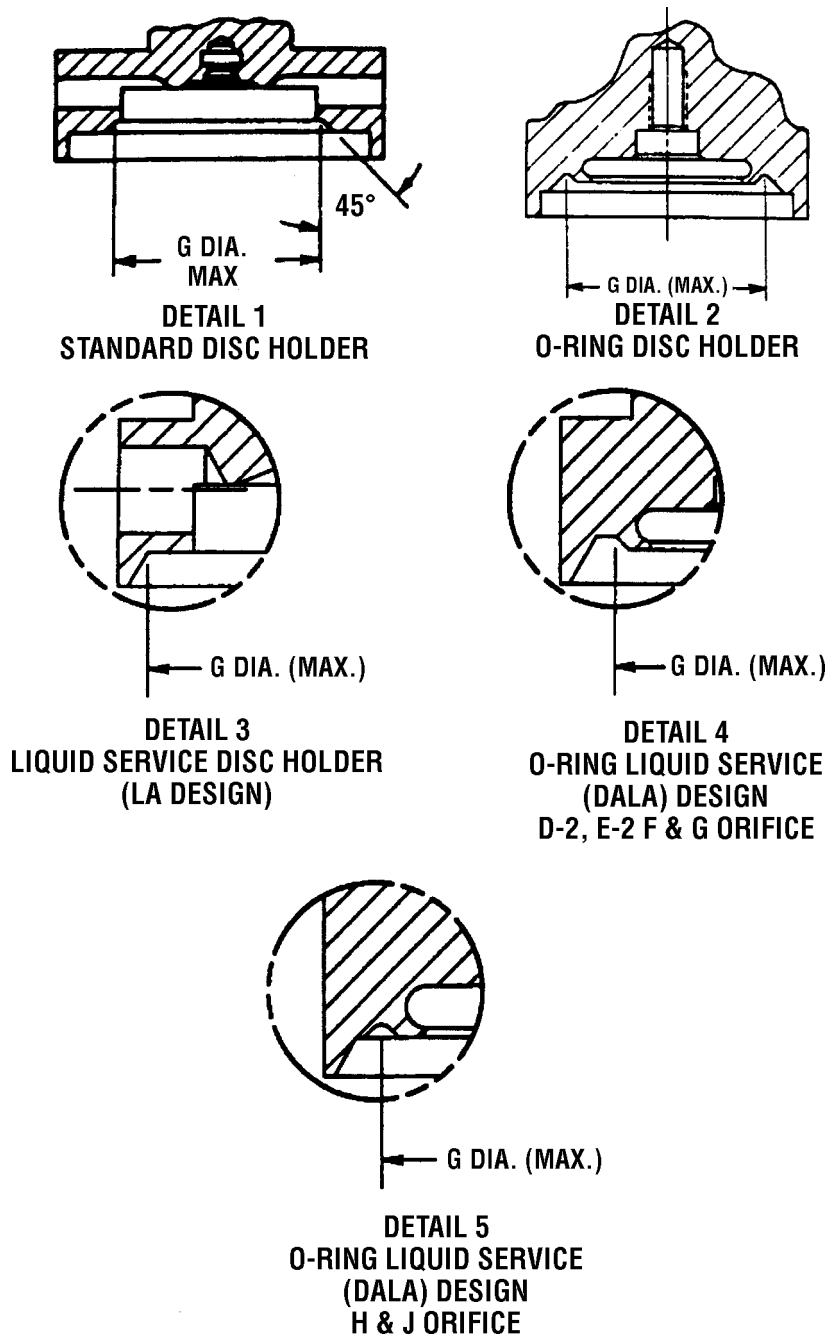 45°
G DIA.
MAX
DETAIL 1
STANDARD DISC HOLDER
G DIA. (MAX.)
DETAIL 2
O-RING DISC HOLDER
G DIA. (MAX.)
DETAIL 3
LIQUID SERVICE DISC HOLDER
(LA DESIGN)
G DIA. (MAX.)
DETAIL 4
O-RING LIQUID SERVICE
(DALA) DESIGN
D-2, E-2 F & G ORIFICE
G DIA. (MAX.)
DETAIL 5
O-RING LIQUID SERVICE
(DALA) DESIGN
H & J ORIFICE